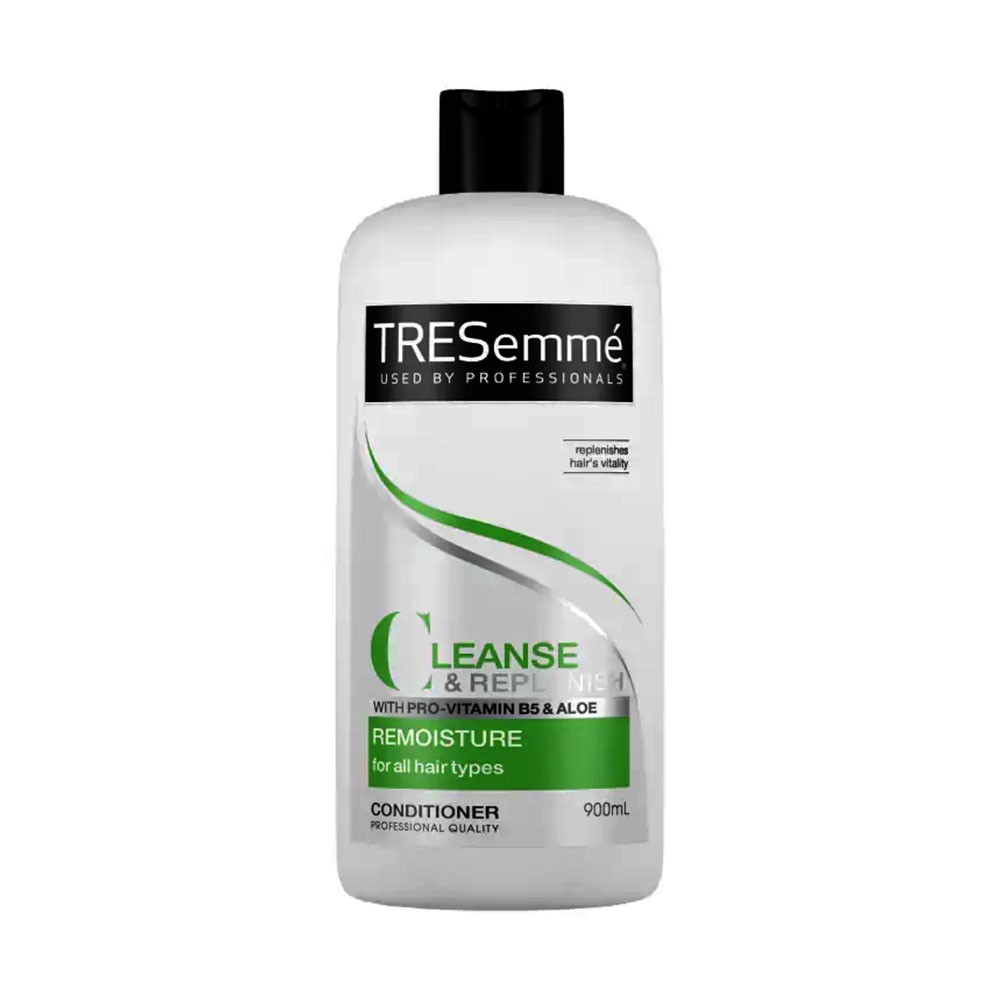 TRESemmé
USED BY PROFESSIONALS
replenishes
hair's vitality
CLEANSE
& REPLENISH
WITH PRO-VITAMIN B5 & ALOE
REMOISTURE
for all hair types
CONDITIONER
900mL
PROFESSIONAL QUALITY